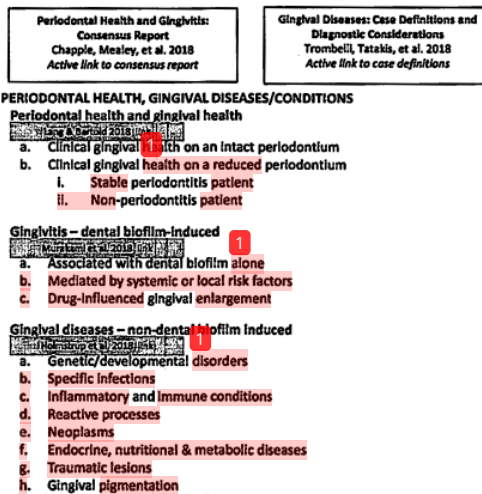 Periodontal Health and Gingivitis:
Consensus Report
Chapple, Mealey, et al. 2018
Active link to consensus report
Gingival Diseases: Case Definitions and
Diagnostic Considerations
Trombelli, Tatakis, et al. 2018
Active link to case definitions
PERIODONTAL HEALTH, GINGIVAL DISEASES/CONDITIONS
Periodontal health and gingival health
Lang & Bartold 2018 link
a. Clinical gingival health on an intact periodontium
1
b. Clinical gingival health on a reduced periodontium
i. Stable periodontitis patient
ii. Non-periodontitis patient
Gingivitis – dental biofilm-induced
1
Murakami et al. 2018 link
a. Associated with dental biofilm alone
b. Mediated by systemic or local risk factors
c. Drug-influenced gingival enlargement
Gingival diseases – non-dental biofilm induced
1
Holmstrup et al. 2018 link
a. Genetic/developmental disorders
b. Specific infections
c. Inflammatory and immune conditions
d. Reactive processes
e. Neoplasms
f. Endocrine, nutritional & metabolic diseases
g. Traumatic lesions
h. Gingival pigmentation